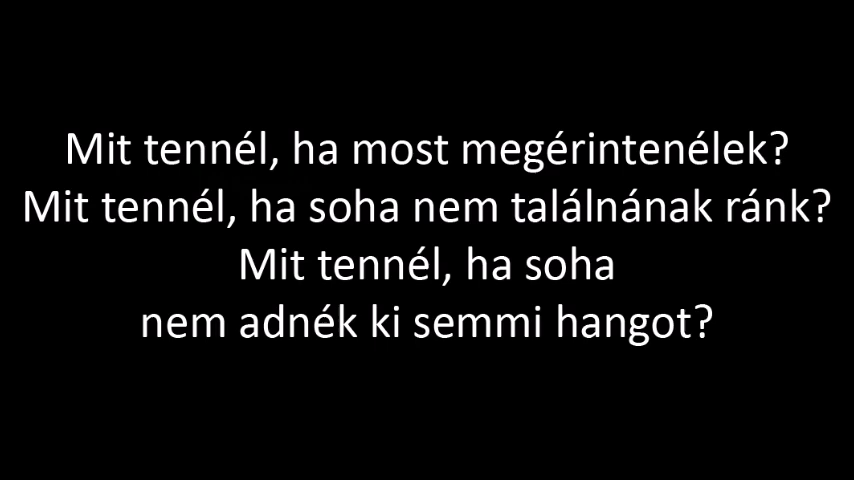 Mit tennél, ha most megérintenélek?
Mit tennél, ha soha nem találnának ránk?
Mit tennél, ha soha
nem adnék ki semmi hangot?